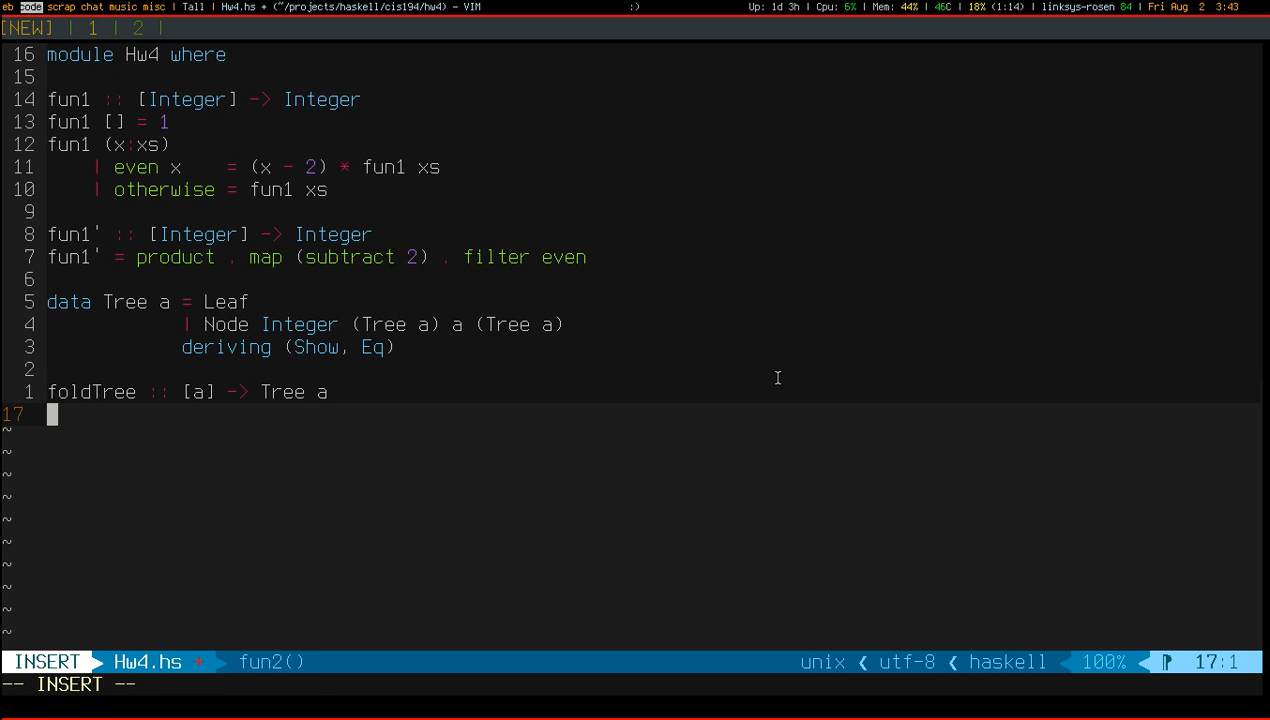 eb code scrap chat music misc | Tall | Hw4.hs + (~/projects/haskell/cis194/hw4) - VIM :) Up: 1d 3h | Cpu: 6% | Mem: 44% | 46C | 18% (1:14) | linksys-rosen 84 | Fri Aug 2 3:43
[NEW] | 1 | 2 |
16 module Hw4 where
15
14 fun1 :: [Integer] -> Integer
13 fun1 [] = 1
12 fun1 (x:xs)
11     | even x    = (x - 2) * fun1 xs
10     | otherwise = fun1 xs
9
8 fun1' :: [Integer] -> Integer
7 fun1' = product . map (subtract 2) . filter even
6
5 data Tree a = Leaf
4             | Node Integer (Tree a) a (Tree a)
3             deriving (Show, Eq)
2
1 foldTree :: [a] -> Tree a
17
~
~
~
~
~
~
~
~
~
~
INSERT Hw4.hs * fun2() unix < utf-8 < haskell 100% 17:1
-- INSERT --